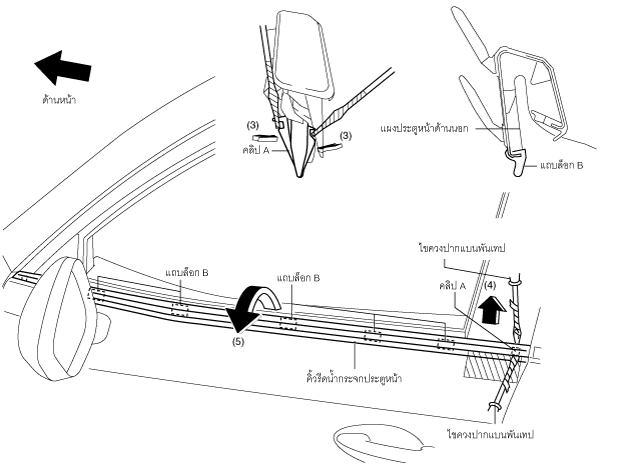 ด้านหน้า
(3)
(3)
คลิป A
แผงประตูหน้าด้านนอก
แถบล็อก B
ไขควงปากแบนพันเทป
แถบล็อก B
แถบล็อก B
คลิป A
(4)
(5)
คิ้วรีดน้ำกระจกประตูหน้า
ไขควงปากแบนพันเทป